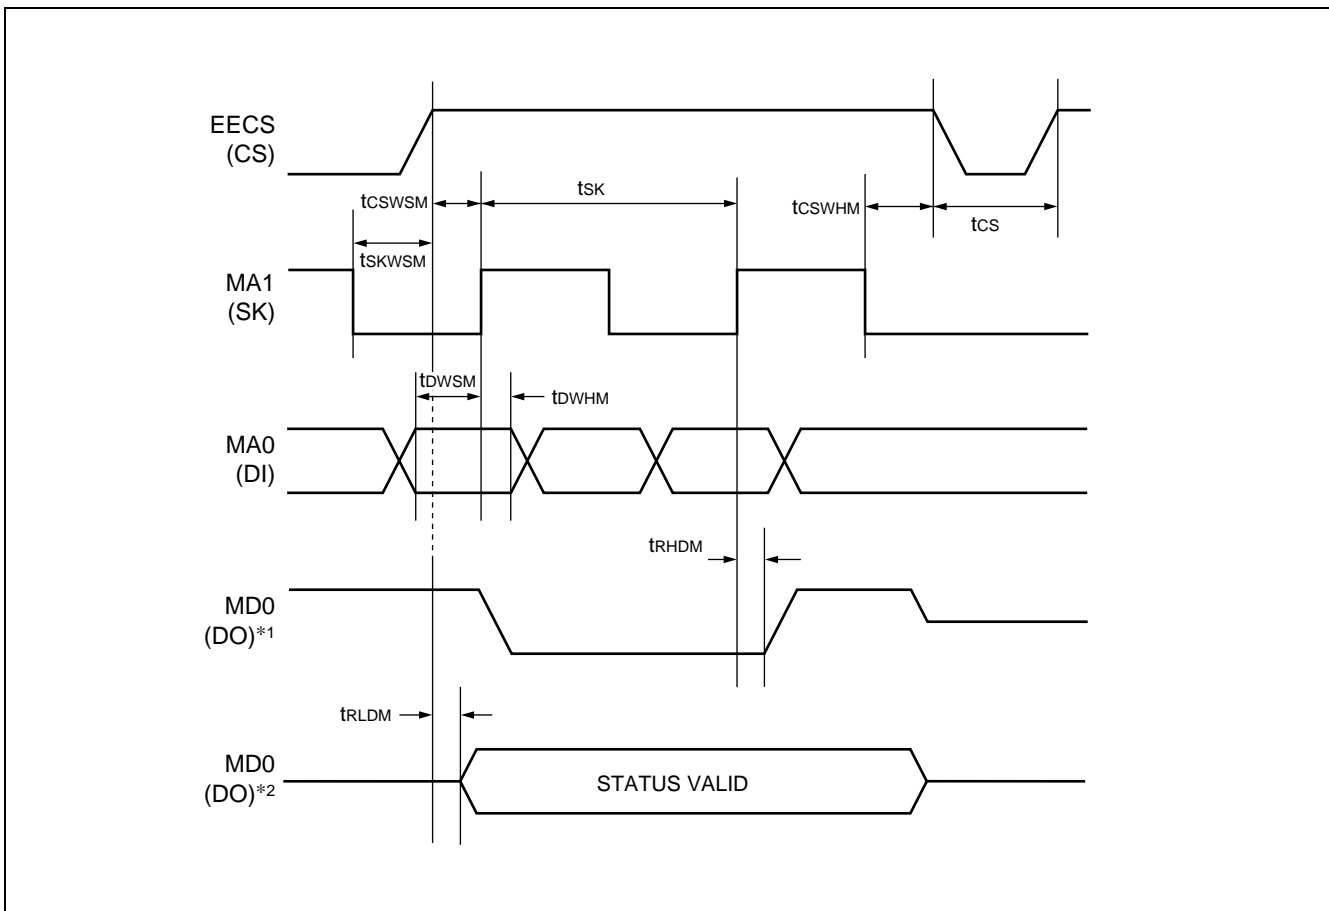 EECS
(CS)
tCSWSM
tSK
tCSWHM
tCS
tSKWSM
MA1
(SK)
tDWSM
tDWHM
MA0
(DI)
tRHDM
MD0
(DO)*1
tRLDM
MD0
(DO)*2
STATUS VALID